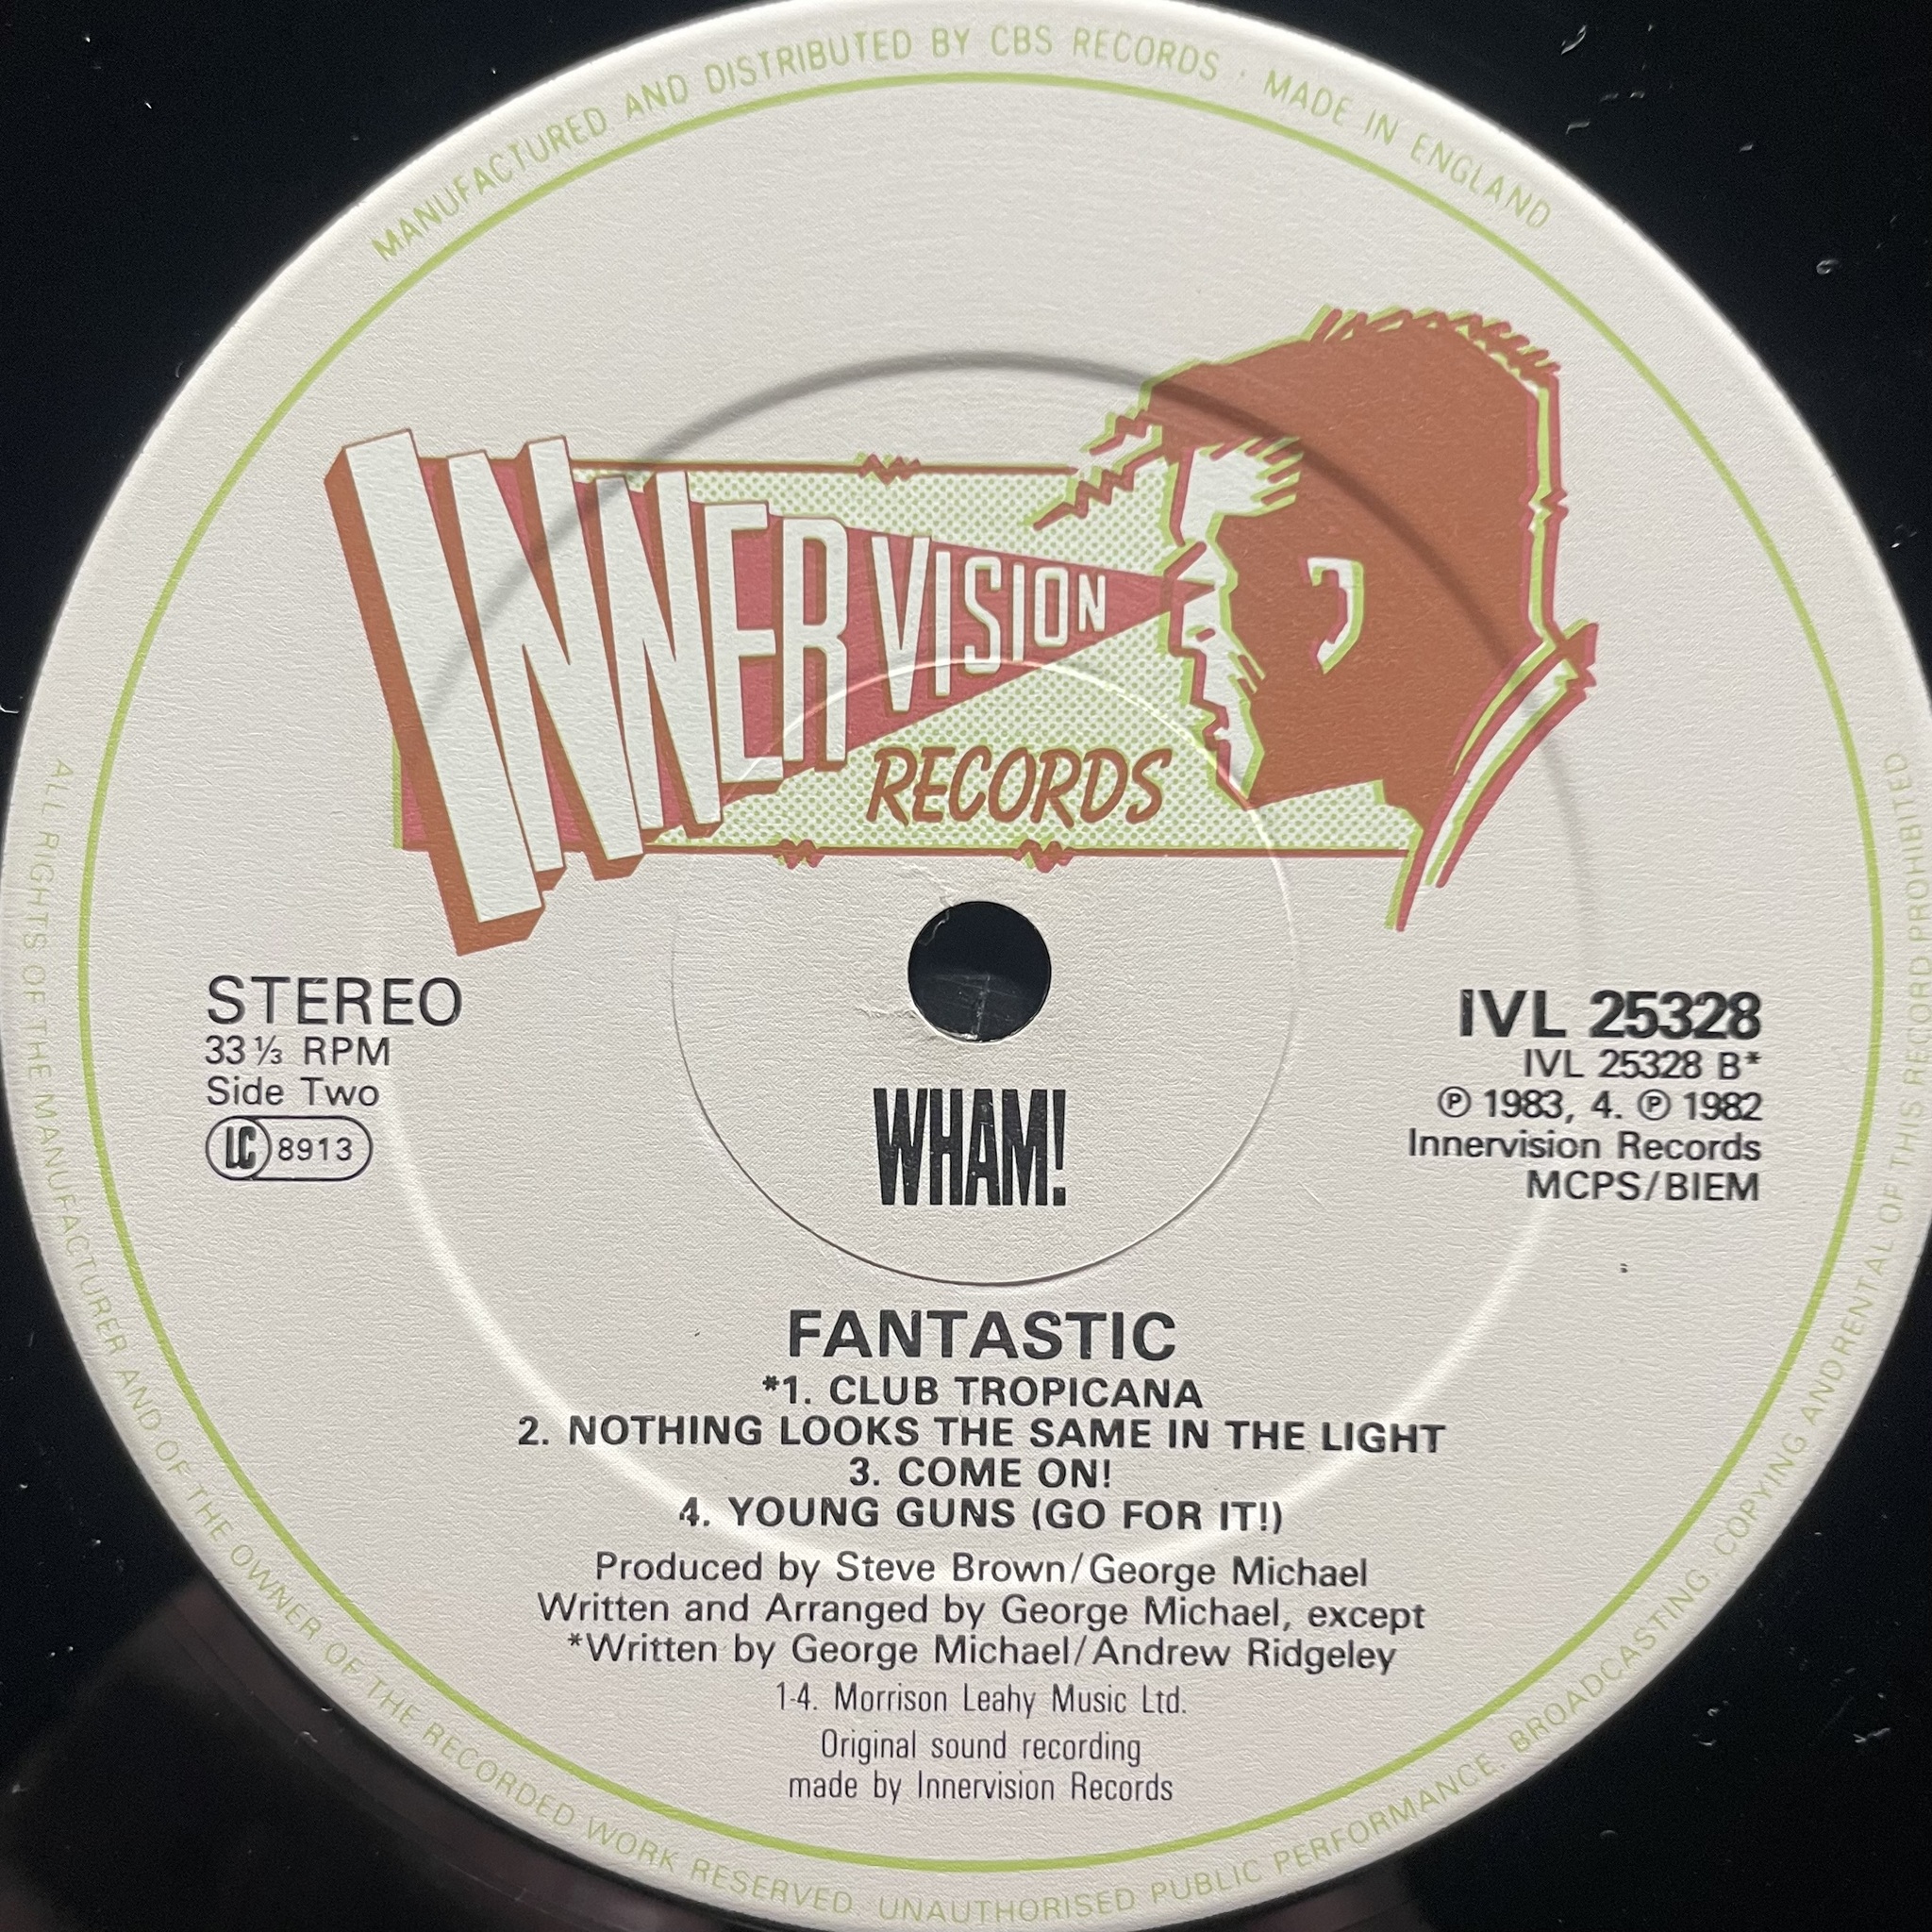 MANUFACTURED AND DISTRIBUTED BY CBS RECORDS · MADE IN ENGLAND
INNERVISION
RECORDS
STEREO
33 ⅓ RPM
Side Two
LC 8913
IVL 25328
IVL 25328 B*
℗ 1983, 4. ℗ 1982
Innervision Records
MCPS/BIEM
WHAM!
FANTASTIC
*1. CLUB TROPICANA
2. NOTHING LOOKS THE SAME IN THE LIGHT
3. COME ON!
4. YOUNG GUNS (GO FOR IT!)
Produced by Steve Brown/George Michael
Written and Arranged by George Michael, except
*Written by George Michael/Andrew Ridgeley
1-4. Morrison Leahy Music Ltd.
Original sound recording
made by Innervision Records
ALL RIGHTS OF THE MANUFACTURER AND OF THE OWNER OF THE RECORDED WORK RESERVED. UNAUTHORISED PUBLIC PERFORMANCE. BROADCASTING. COPYING AND RENTAL OF THIS RECORD PROHIBITED